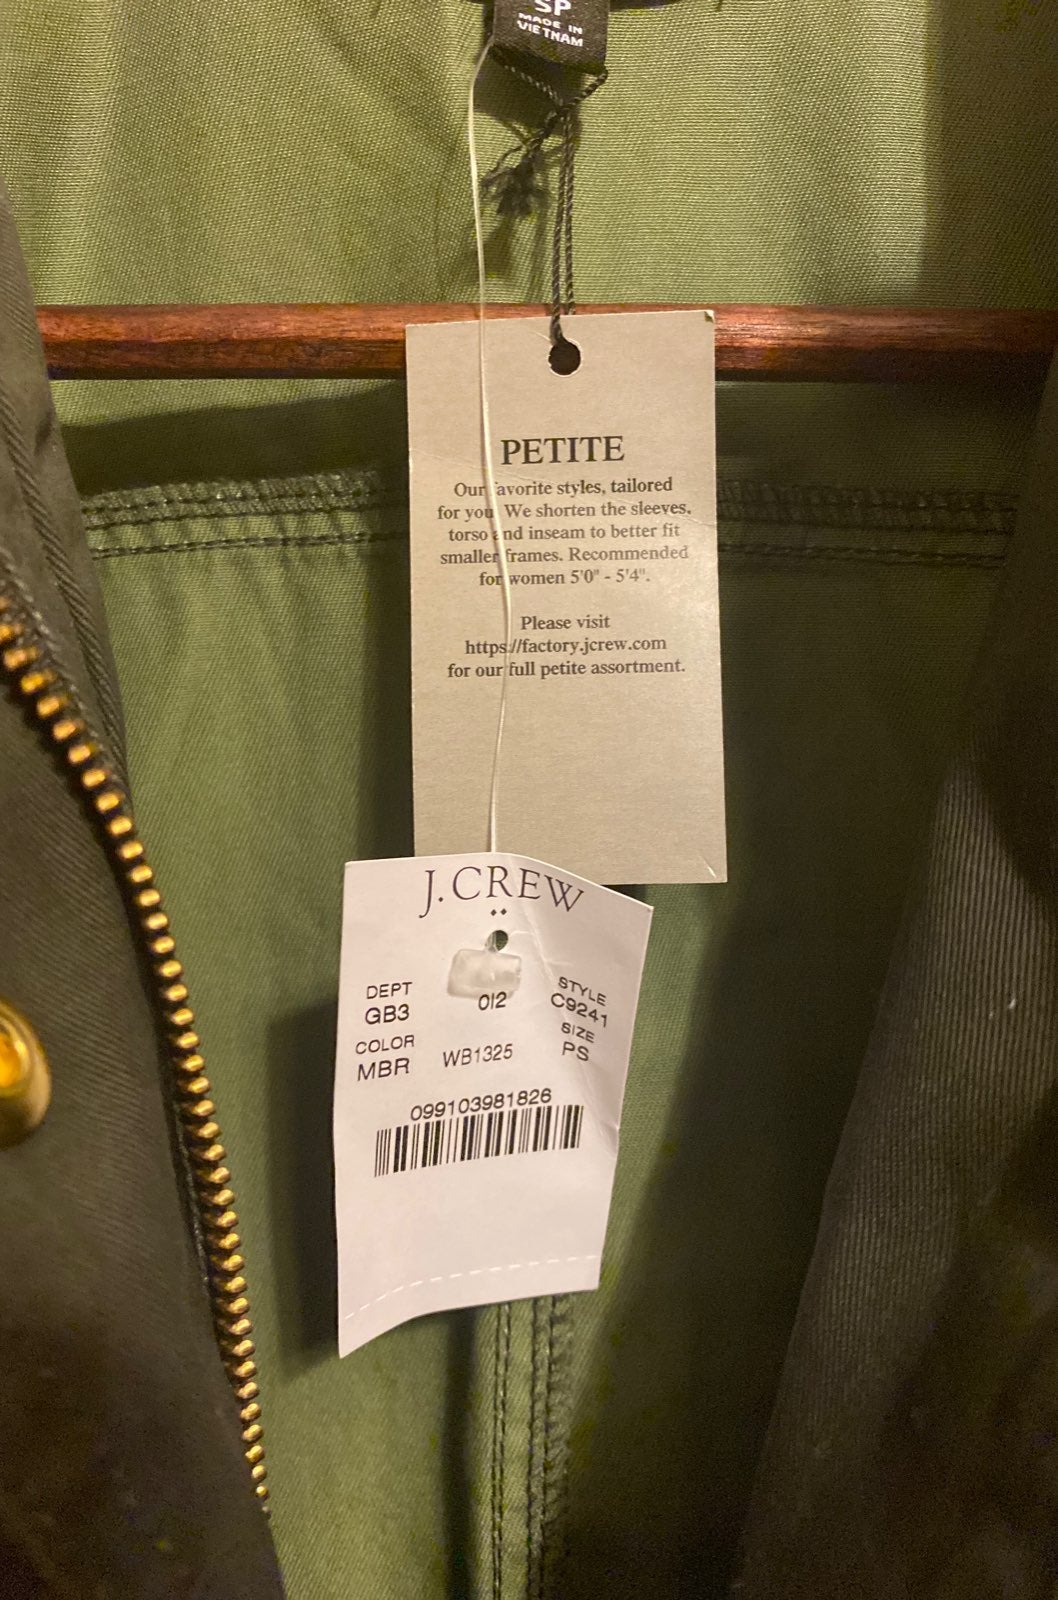 SP
MADE IN
VIETNAM
PETITE
Our favorite styles, tailored
for you. We shorten the sleeves,
torso and inseam to better fit
smaller frames. Recommended
for women 5'0" - 5'4".
Please visit
https://factory.jcrew.com
for our full petite assortment.
J.CREW
DEPT 012 STYLE
GB3 C9241
COLOR WB1325 SIZE
MBR PS
099103981826